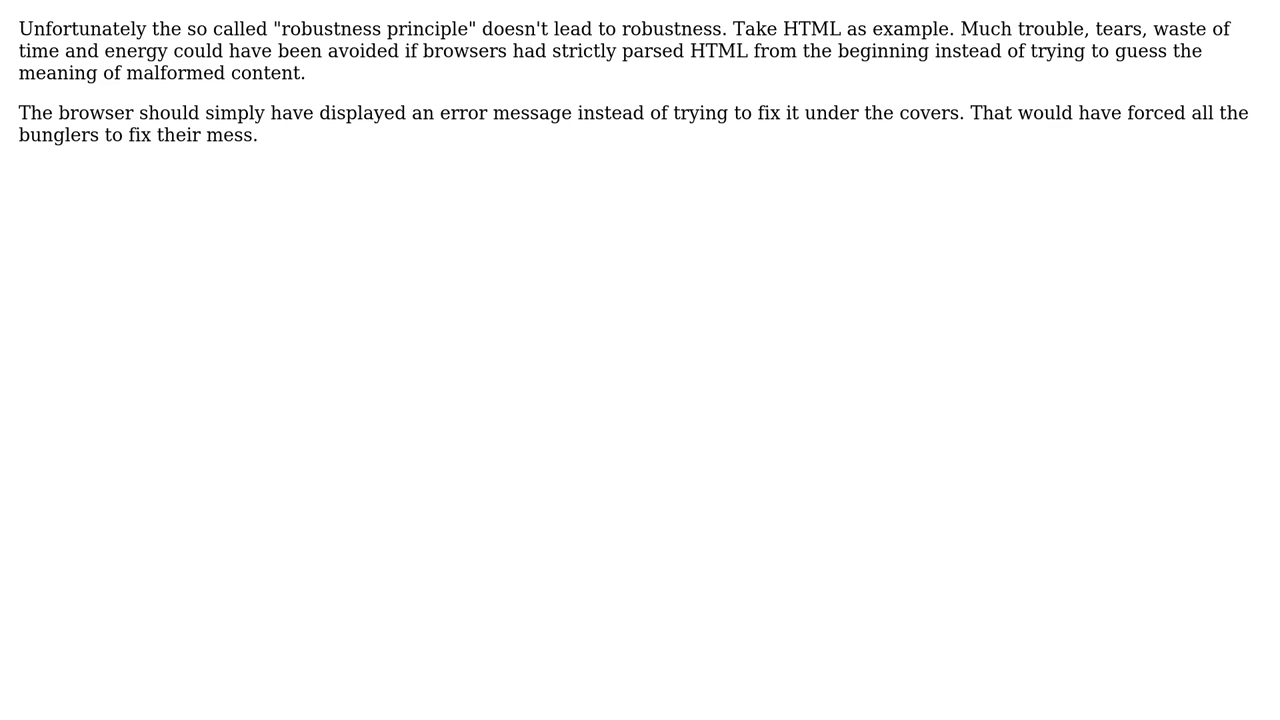 Unfortunately the so called "robustness principle" doesn't lead to robustness. Take HTML as example. Much trouble, tears, waste of
time and energy could have been avoided if browsers had strictly parsed HTML from the beginning instead of trying to guess the
meaning of malformed content.
The browser should simply have displayed an error message instead of trying to fix it under the covers. That would have forced all the
bunglers to fix their mess.